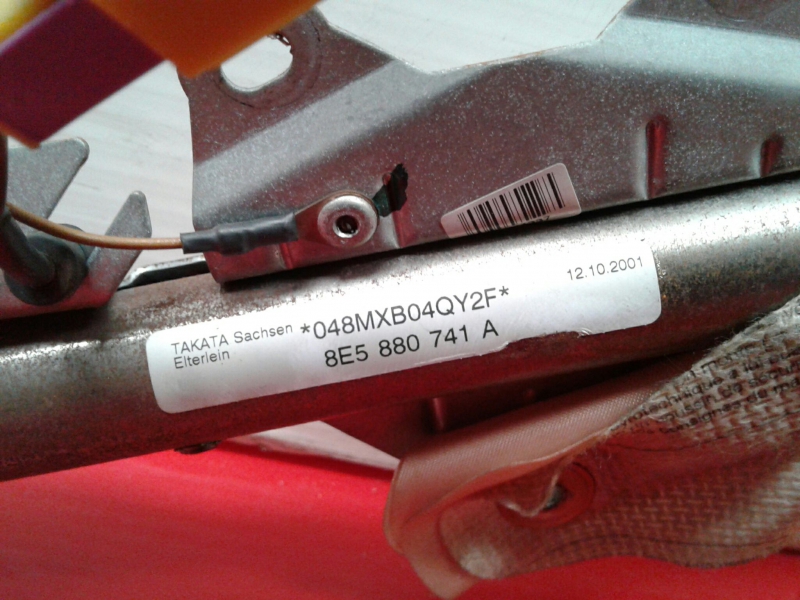 TAKATA Sachsen
Elterlein
*048MXB04QY2F*
8E5 880 741 A
12.10.2001